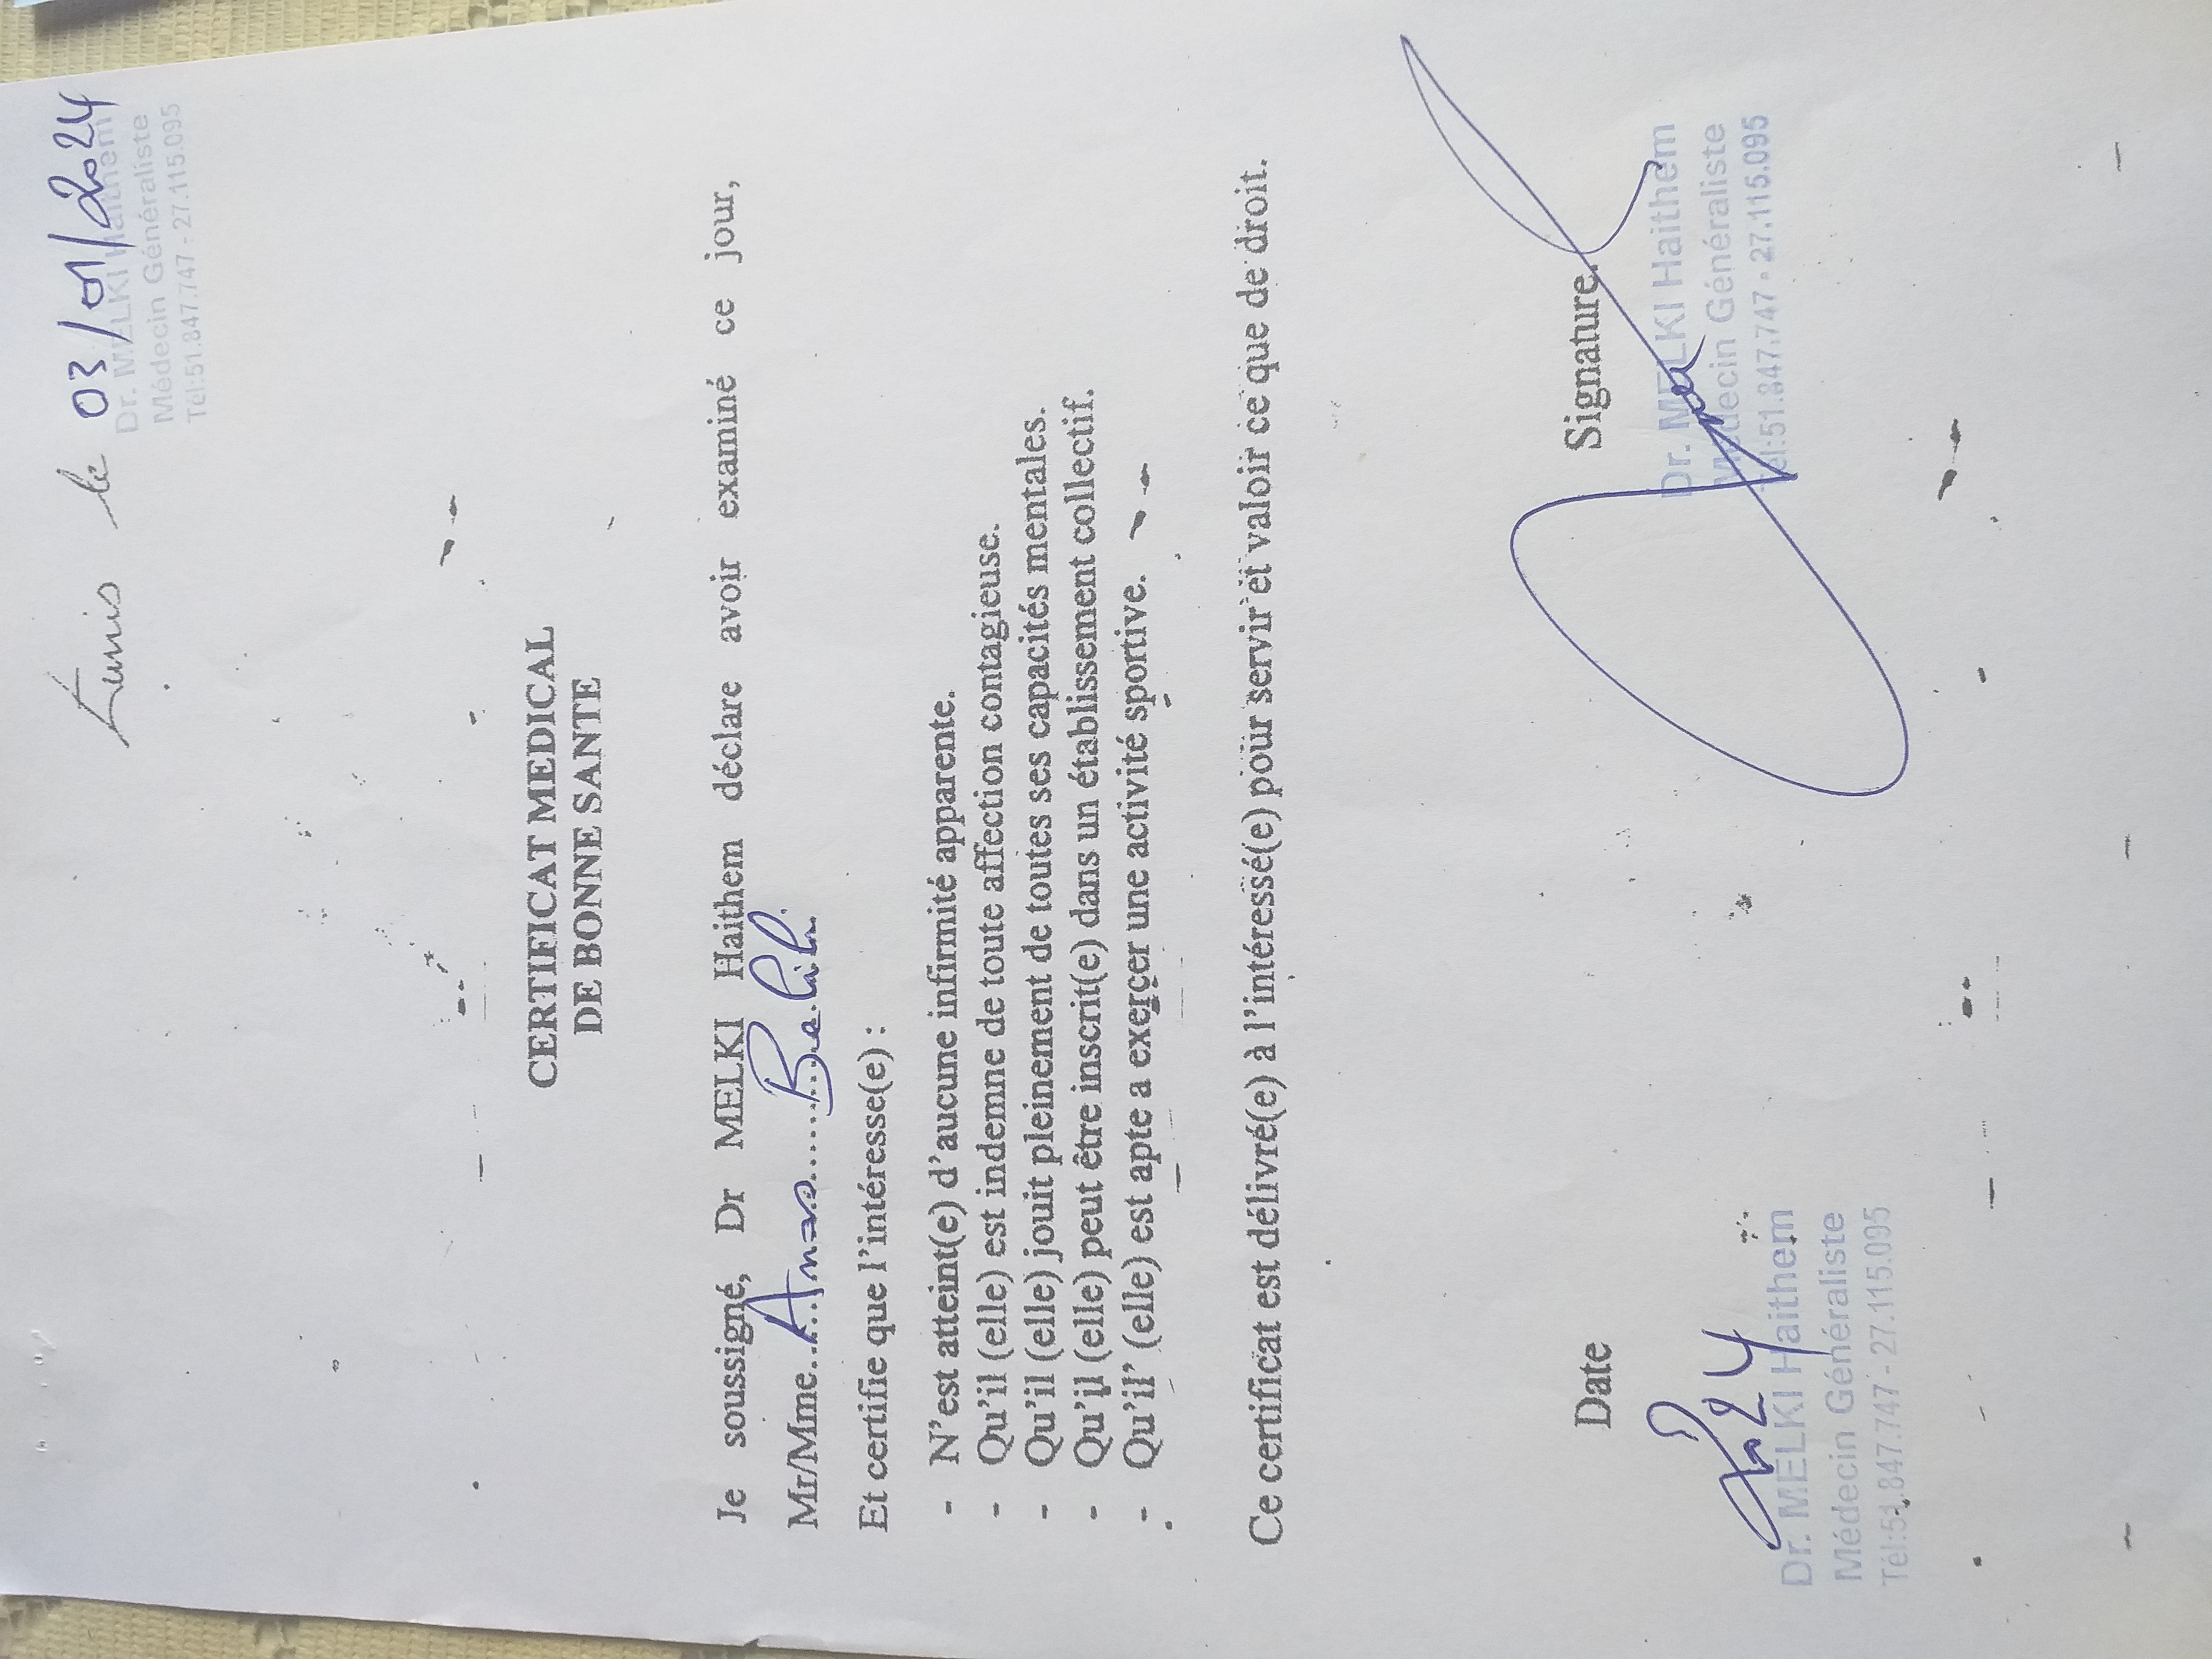 Tunis le 03/01/2024
Dr. MELKI Haithem
Médecin Généraliste
Tél:51.847.747 - 27.115.095
CERTIFICAT MEDICAL
DE BONNE SANTE
Je soussigné, Dr MELKI Haithem déclare avoir examiné ce jour,
Mr/Mme...Anas.......
Et certifie que l'intéresse(e) :
- N'est atteint(e) d'aucune infirmité apparente.
- Qu'il (elle) est indemne de toute affection contagieuse.
- Qu'il (elle) jouit pleinement de toutes ses capacités mentales.
- Qu'il (elle) peut être inscrit(e) dans un établissement collectif.
- Qu'il' (elle) est apte a exerçer une activité sportive.
Ce certificat est délivré(e) à l'intéressé(e) pour servir et valoir ce que de droit.
Date
Signature
Dr. MELKI Haithem
Médecin Généraliste
Tél:51.847.747 - 27.115.095
Dr. MELKI Haithem
Médecin Généraliste
Tél:51.847.747 - 27.115.095